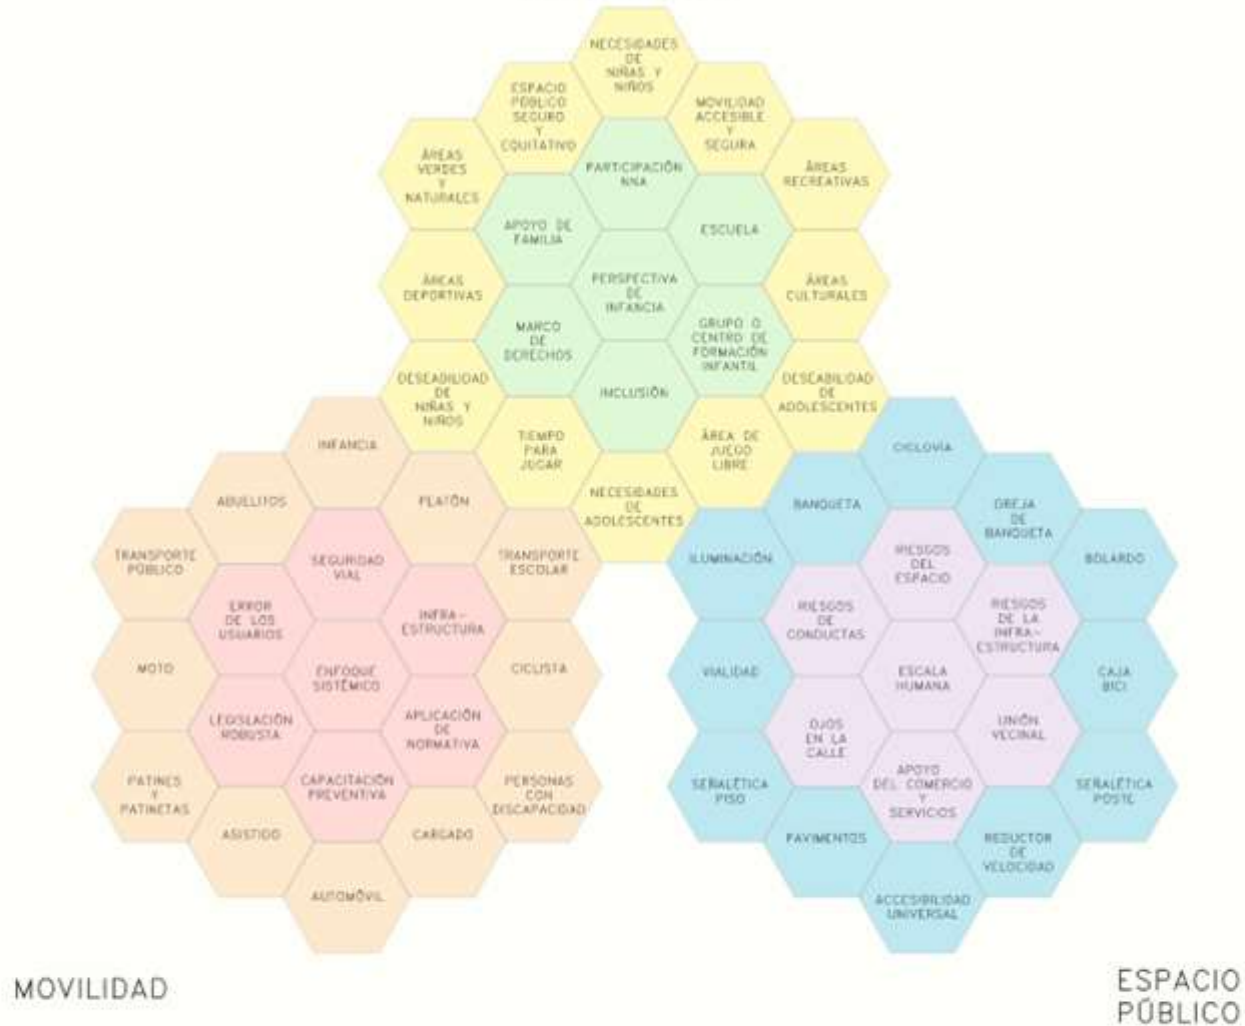 NECESIDADES
DE
NIÑAS Y
NIÑOS
ESPACIO
PÚBLICO
SEGURO
Y
EQUITATIVO
MOVILIDAD
ACCESIBLE
Y
SEGURA
ÁREAS
VERDES
Y
NATURALES
PARTICIPACIÓN
NNA
ÁREAS
RECREATIVAS
APOYO DE
FAMILIA
ESCUELA
ÁREAS
DEPORTIVAS
PERSPECTIVA
DE
INFANCIA
ÁREAS
CULTURALES
MARCO
DE
DERECHOS
GRUPO O
CENTRO DE
FORMACIÓN
INFANTIL
DESEABILIDAD
DE
NIÑAS Y
NIÑOS
INCLUSIÓN
DESEABILIDAD
DE
ADOLESCENTES
TIEMPO
PARA
JUGAR
ÁREA DE
JUEGO
LIBRE
NECESIDADES
DE
ADOLESCENTES
INFANCIA
ABUELITOS
PLATÓN
TRANSPORTE
PÚBLICO
SEGURIDAD
VIAL
TRANSPORTE
ESCOLAR
ERROR
DE LOS
USUARIOS
INFRA-
ESTRUCTURA
MOTO
ENFOQUE
SISTÉMICO
CICLISTA
LEGISLACIÓN
ROBUSTA
APLICACIÓN
DE
NORMATIVA
PATINES
Y
PATINETAS
CAPACITACIÓN
PREVENTIVA
PERSONAS
CON
DISCAPACIDAD
ASISTIDO
CARGADO
AUTOMÓVIL
CICLOVÍA
BANQUETA
OREJA
DE
BANQUETA
ILUMINACIÓN
RIESGOS
DEL
ESPACIO
BOLARDO
RIESGOS
DE
CONDUCTAS
RIESGOS
DE LA
INFRA-
ESTRUCTURA
VIALIDAD
ESCALA
HUMANA
CAJA
BICI
OJOS
EN LA
CALLE
UNIÓN
VECINAL
SEÑALÉTICA
PISO
APOYO
DEL COMERCIO
Y
SERVICIOS
SEÑALÉTICA
POSTE
PAVIMENTOS
REDUCTOR
DE
VELOCIDAD
ACCESIBILIDAD
UNIVERSAL
MOVILIDAD
ESPACIO
PÚBLICO